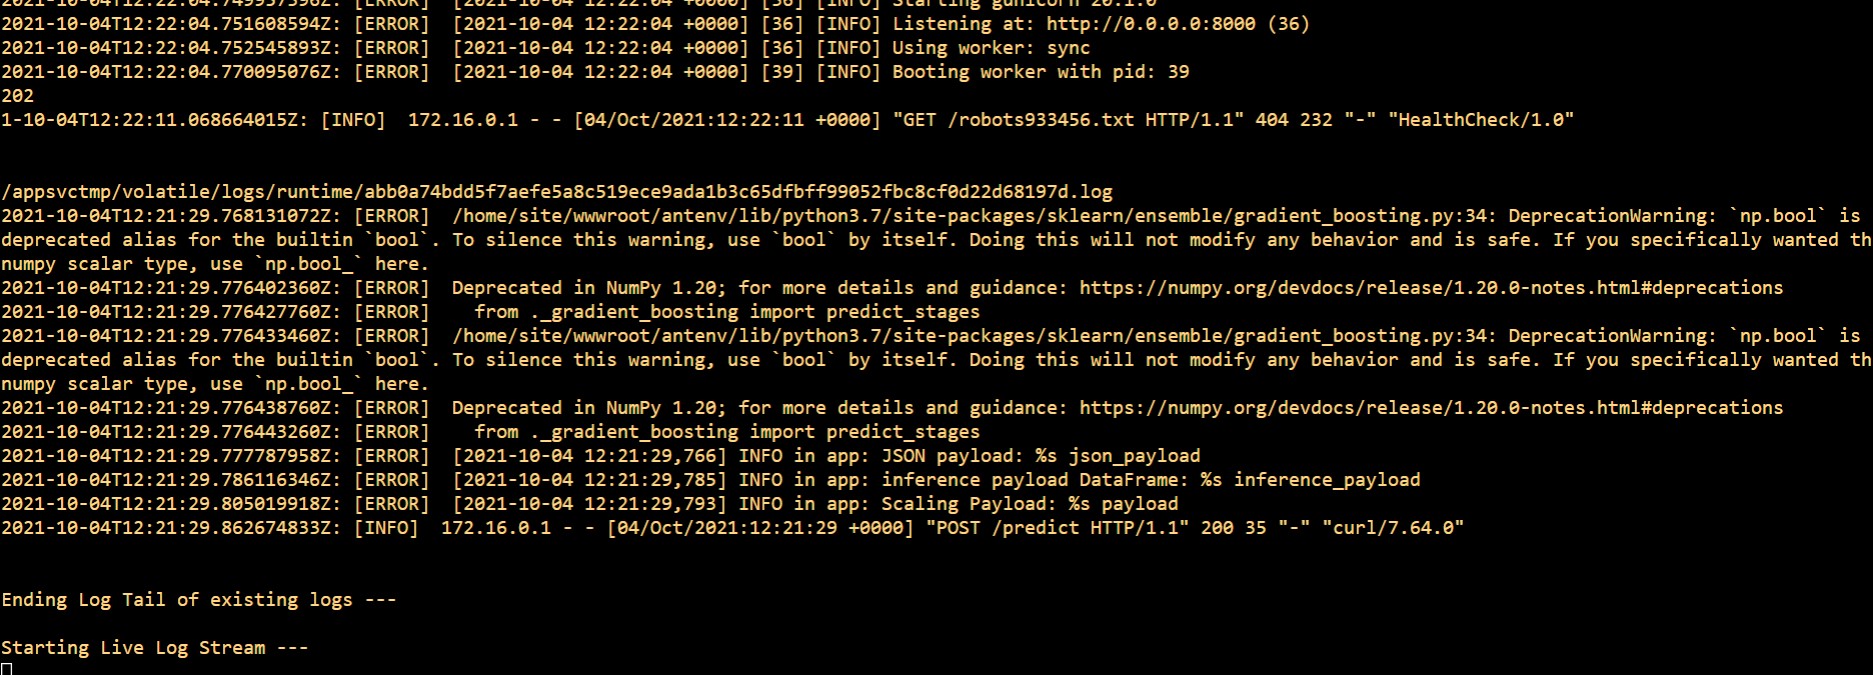 2021-10-04T12:22:04.749957396Z: [ERROR]  [2021-10-04 12:22:04 +0000] [36] [INFO] Starting gunicorn 20.1.0
2021-10-04T12:22:04.751608594Z: [ERROR]  [2021-10-04 12:22:04 +0000] [36] [INFO] Listening at: http://0.0.0.0:8000 (36)
2021-10-04T12:22:04.752545893Z: [ERROR]  [2021-10-04 12:22:04 +0000] [36] [INFO] Using worker: sync
2021-10-04T12:22:04.770095076Z: [ERROR]  [2021-10-04 12:22:04 +0000] [39] [INFO] Booting worker with pid: 39
202
1-10-04T12:22:11.068664015Z: [INFO]  172.16.0.1 - - [04/Oct/2021:12:22:11 +0000] "GET /robots933456.txt HTTP/1.1" 404 232 "-" "HealthCheck/1.0"
/appsvctmp/volatile/logs/runtime/abb0a74bdd5f7aefe5a8c519ece9ada1b3c65dfbff99052fbc8cf0d22d68197d.log
2021-10-04T12:21:29.768131072Z: [ERROR]  /home/site/wwwroot/antenv/lib/python3.7/site-packages/sklearn/ensemble/gradient_boosting.py:34: DeprecationWarning: `np.bool` is
deprecated alias for the builtin `bool`. To silence this warning, use `bool` by itself. Doing this will not modify any behavior and is safe. If you specifically wanted th
numpy scalar type, use `np.bool_` here.
2021-10-04T12:21:29.776402360Z: [ERROR]  Deprecated in NumPy 1.20; for more details and guidance: https://numpy.org/devdocs/release/1.20.0-notes.html#deprecations
2021-10-04T12:21:29.776427760Z: [ERROR]    from ._gradient_boosting import predict_stages
2021-10-04T12:21:29.776433460Z: [ERROR]  /home/site/wwwroot/antenv/lib/python3.7/site-packages/sklearn/ensemble/gradient_boosting.py:34: DeprecationWarning: `np.bool` is
deprecated alias for the builtin `bool`. To silence this warning, use `bool` by itself. Doing this will not modify any behavior and is safe. If you specifically wanted th
numpy scalar type, use `np.bool_` here.
2021-10-04T12:21:29.776438760Z: [ERROR]  Deprecated in NumPy 1.20; for more details and guidance: https://numpy.org/devdocs/release/1.20.0-notes.html#deprecations
2021-10-04T12:21:29.776443260Z: [ERROR]    from ._gradient_boosting import predict_stages
2021-10-04T12:21:29.777787958Z: [ERROR]  [2021-10-04 12:21:29,766] INFO in app: JSON payload: %s json_payload
2021-10-04T12:21:29.786116346Z: [ERROR]  [2021-10-04 12:21:29,785] INFO in app: inference payload DataFrame: %s inference_payload
2021-10-04T12:21:29.805019918Z: [ERROR]  [2021-10-04 12:21:29,793] INFO in app: Scaling Payload: %s payload
2021-10-04T12:21:29.862674833Z: [INFO]  172.16.0.1 - - [04/Oct/2021:12:21:29 +0000] "POST /predict HTTP/1.1" 200 35 "-" "curl/7.64.0"
Ending Log Tail of existing logs ---
Starting Live Log Stream ---